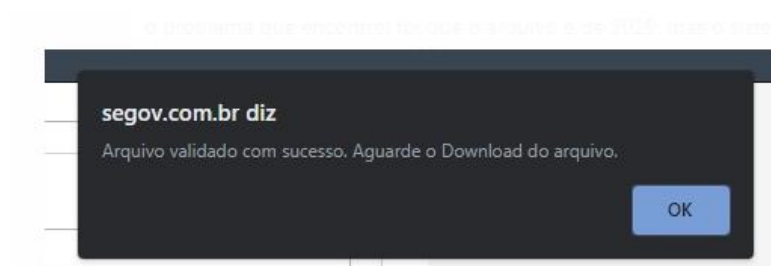 segov.com.br diz
Arquivo validado com sucesso. Aguarde o Download do arquivo.
OK